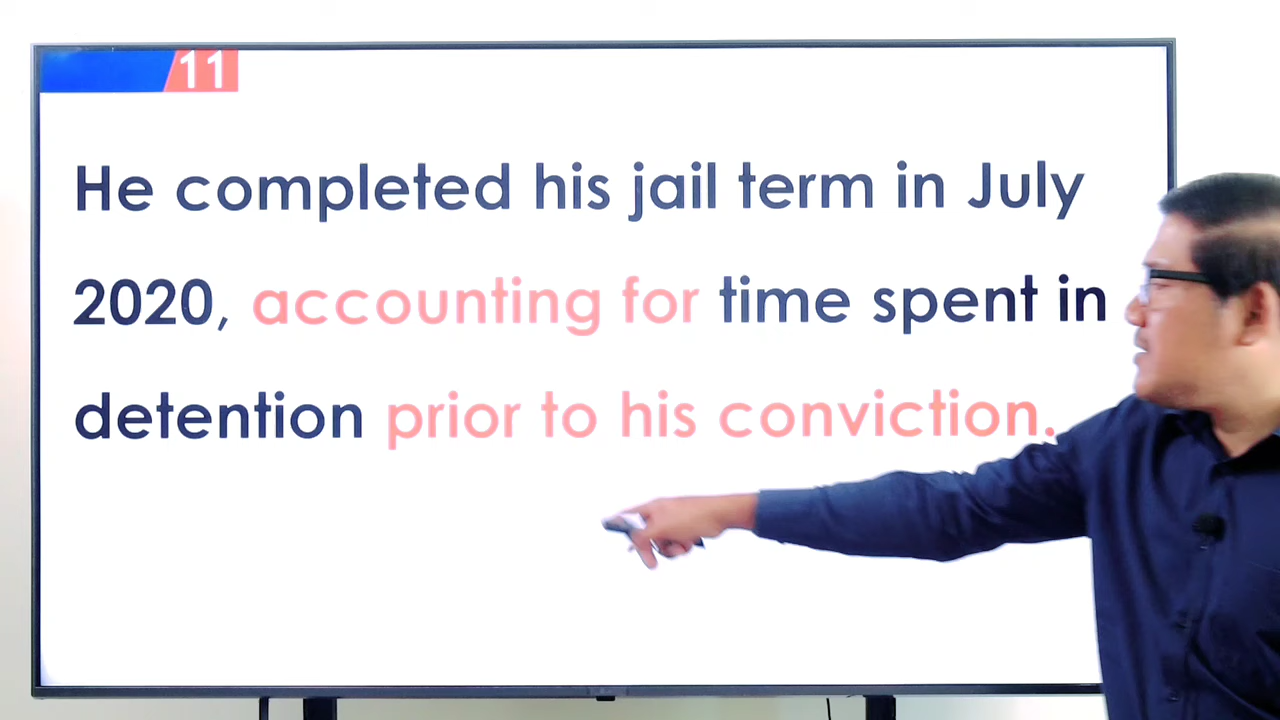 11
He completed his jail term in July
2020, accounting for time spent in
detention prior to his conviction.